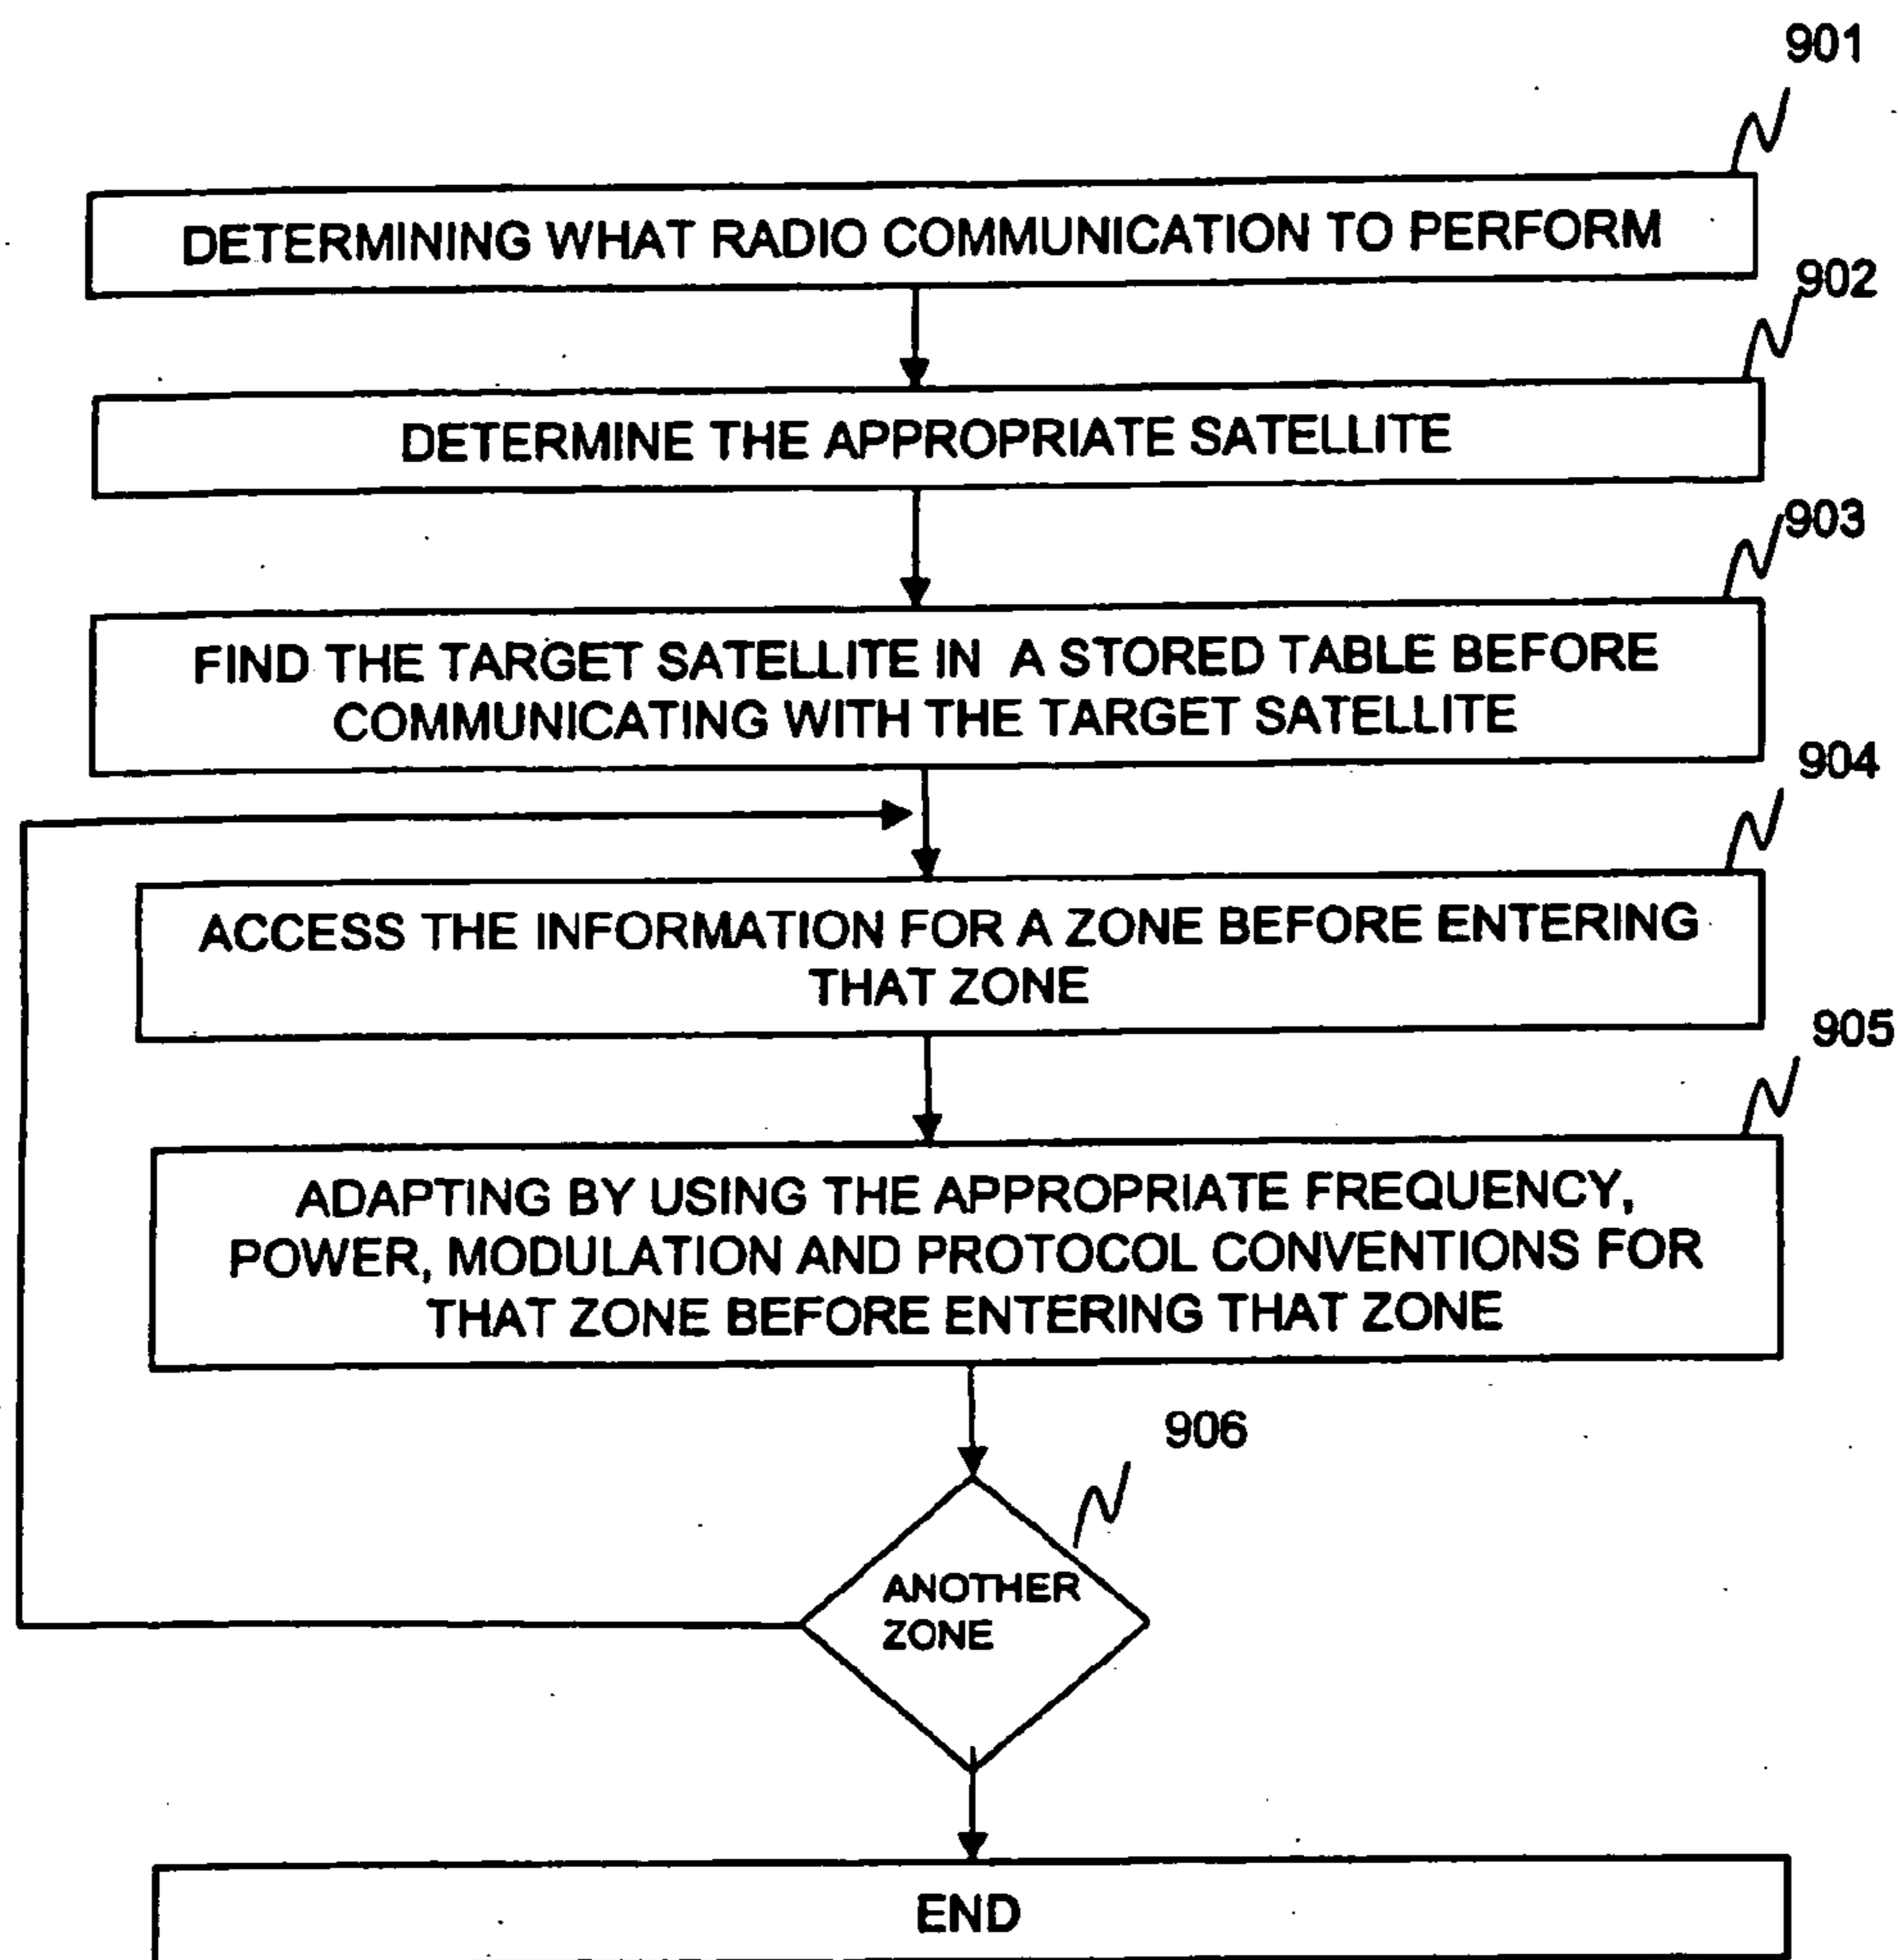 901
DETERMINING WHAT RADIO COMMUNICATION TO PERFORM
902
DETERMINE THE APPROPRIATE SATELLITE
903
FIND THE TARGET SATELLITE IN A STORED TABLE BEFORE
COMMUNICATING WITH THE TARGET SATELLITE
904
ACCESS THE INFORMATION FOR A ZONE BEFORE ENTERING
THAT ZONE
905
ADAPTING BY USING THE APPROPRIATE FREQUENCY,
POWER, MODULATION AND PROTOCOL CONVENTIONS FOR
THAT ZONE BEFORE ENTERING THAT ZONE
906
ANOTHER
ZONE
END